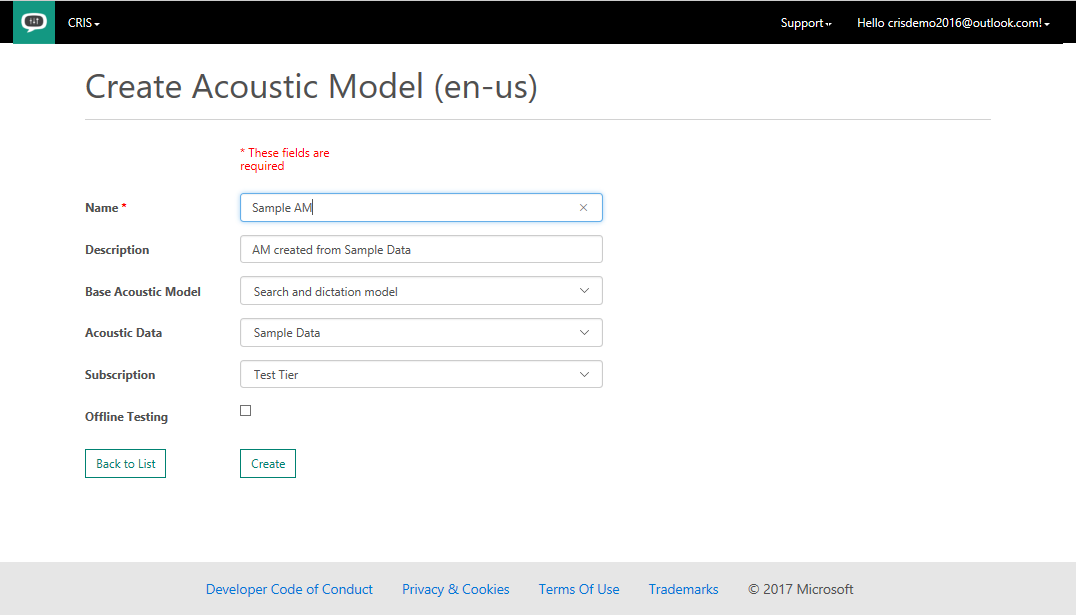 CRIS
Support
Hello crisdemo2016@outlook.com!
Create Acoustic Model (en-us)
* These fields are
required
Name *
Sample AM
Description
AM created from Sample Data
Base Acoustic Model
Search and dictation model
Acoustic Data
Sample Data
Subscription
Test Tier
Offline Testing
Back to List
Create
Developer Code of Conduct
Privacy & Cookies
Terms Of Use
Trademarks
© 2017 Microsoft